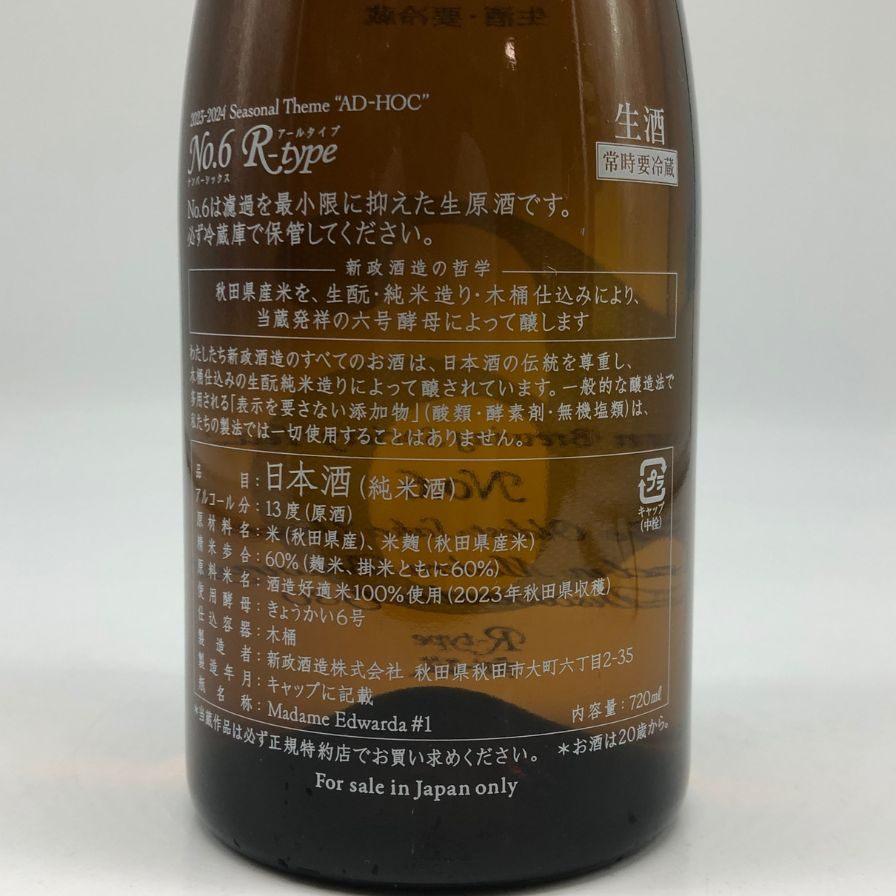 生酒・要冷蔵
2023-2024 Seasonal Theme "AD-HOC"
No.6 R-type
ナンバーシックス アールタイプ
生酒
常時要冷蔵
No.6は濾過を最小限に抑えた生原酒です。
必ず冷蔵庫で保管してください。
新政酒造の哲学
秋田県産米を、生酛・純米造り・木桶仕込みにより、
当蔵発祥の六号酵母によって醸します
わたしたち新政酒造のすべてのお酒は、日本酒の伝統を尊重し、
木桶仕込みの生酛純米造りによって醸されています。一般的な醸造法で
多用される「表示を要さない添加物」(酸類・酵素剤・無機塩類)は、
私たちの製法では一切使用することはありません。
品目:日本酒(純米酒)
アルコール分:13度(原酒)
原材料名:米(秋田県産)、米麹(秋田県産米)
精米歩合:60%(麹米、掛米ともに60%)
原料米名:酒造好適米100%使用(2023年秋田県収穫)
使用酵母:きょうかい6号
仕込容器:木桶
製造者:新政酒造株式会社 秋田県秋田市大町六丁目2-35
製造年月:キャップに記載
紙名称:Madame Edwarda #1
内容量:720ml
プラ
キャップ
(中栓)
＊当蔵作品は必ず正規特約店でお買い求めください。 ＊お酒は20歳から。
For sale in Japan only
No.6
R-type